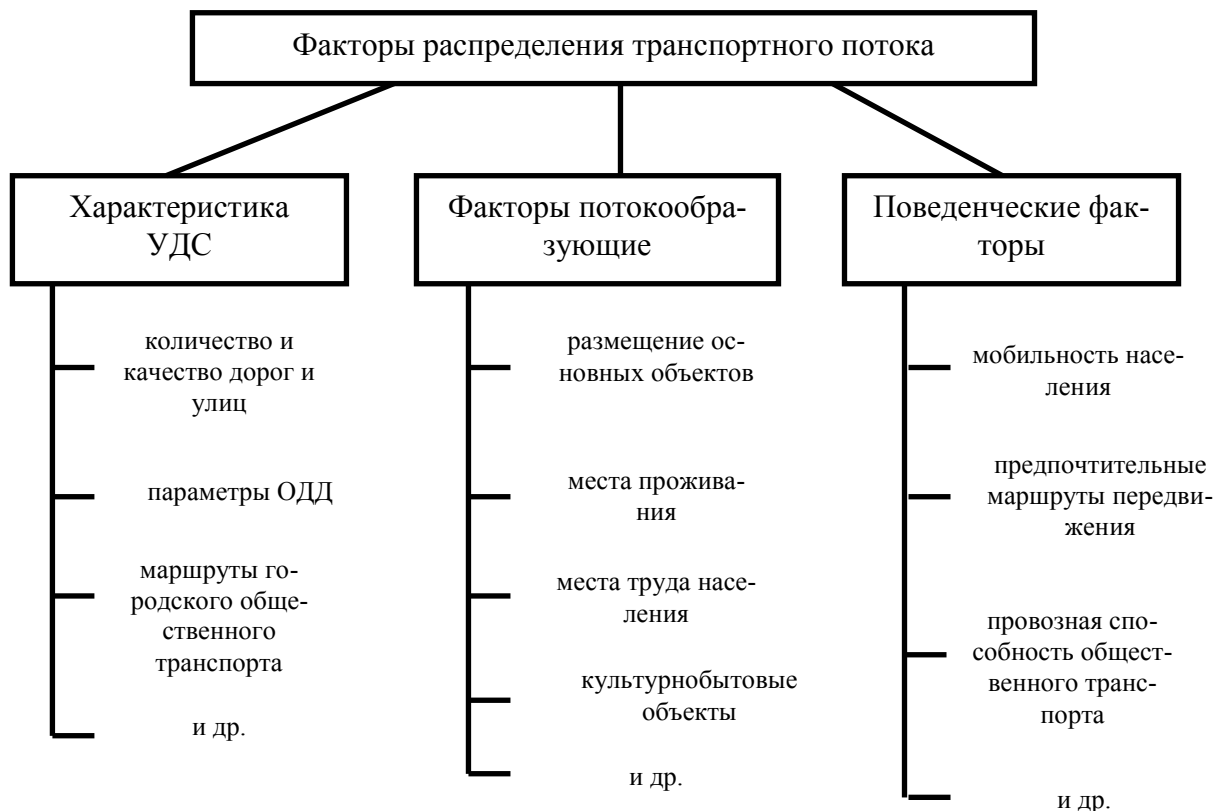 Факторы распределения транспортного потока
Характеристика
УДС
количество и
качество дорог и
улиц
параметры ОДД
маршруты го-
родского обще-
ственного
транспорта
и др.
Факторы потокообра-
зующие
размещение ос-
новных объектов
места прожива-
ния
места труда насе-
ления
культурнобытовые
объекты
и др.
Поведенческие фак-
торы
мобильность насе-
ления
предпочтительные
маршруты передви-
жения
провозная спо-
собность общест-
венного транс-
порта
и др.